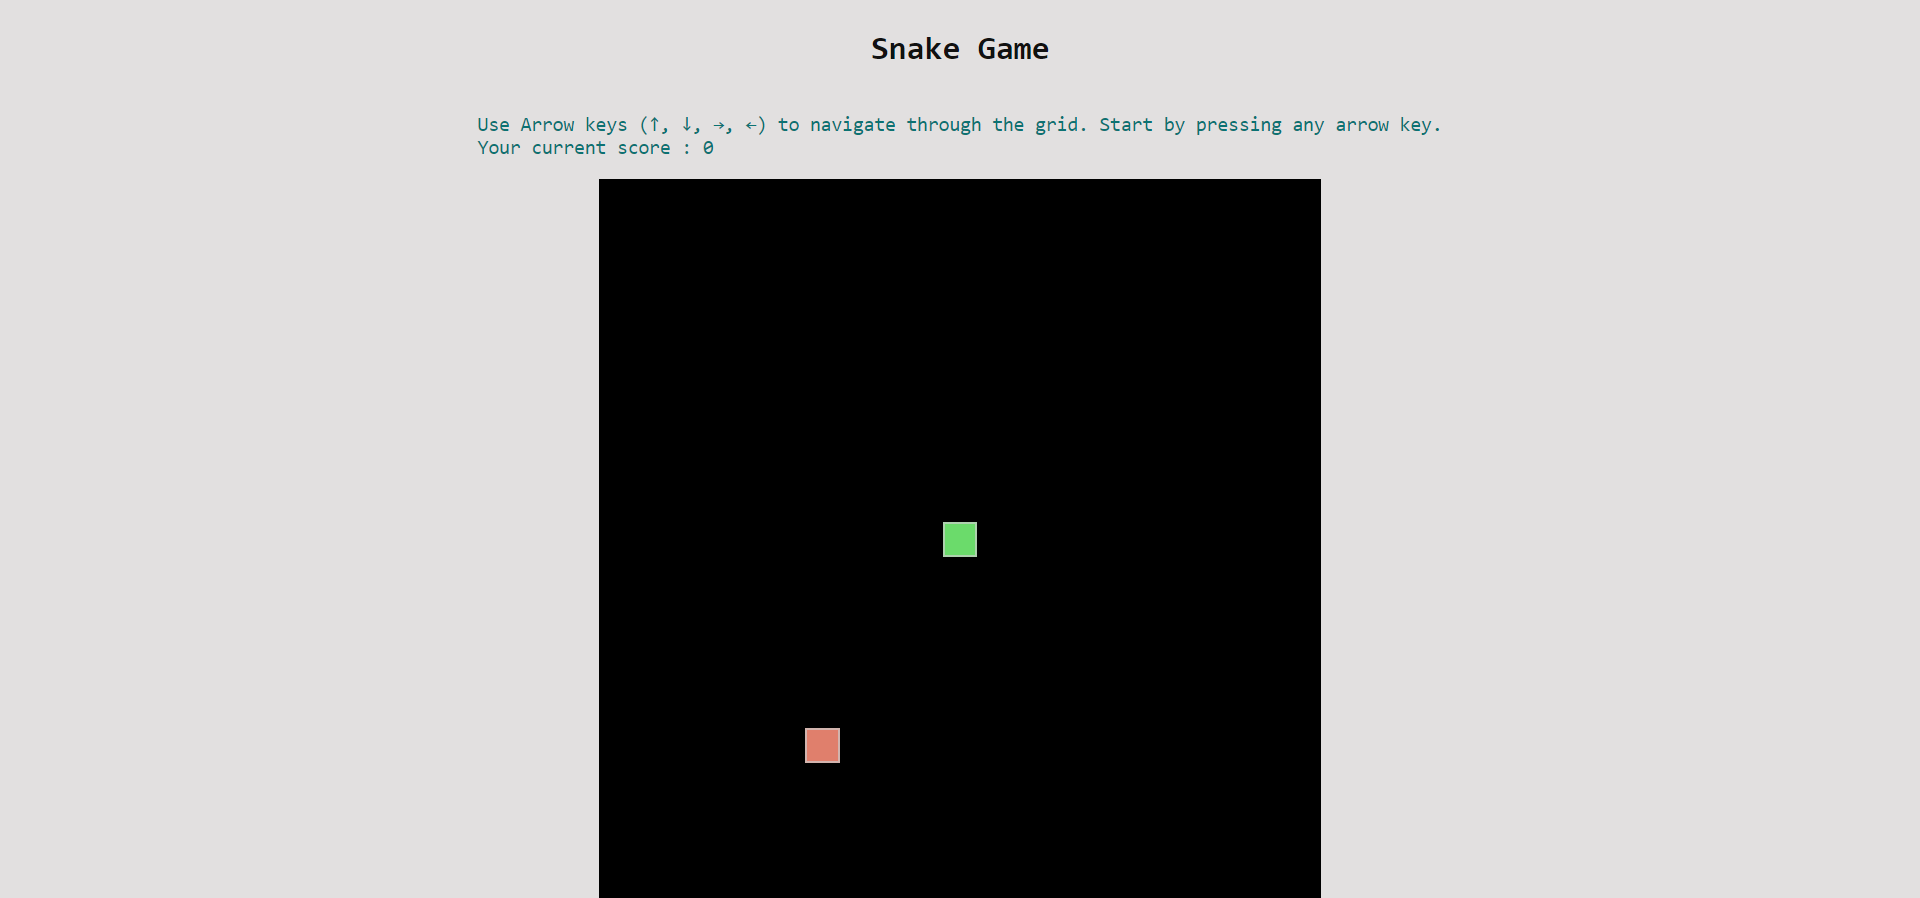 Snake Game
Use Arrow keys (↑, ↓, →, ←) to navigate through the grid. Start by pressing any arrow key.
Your current score : 0